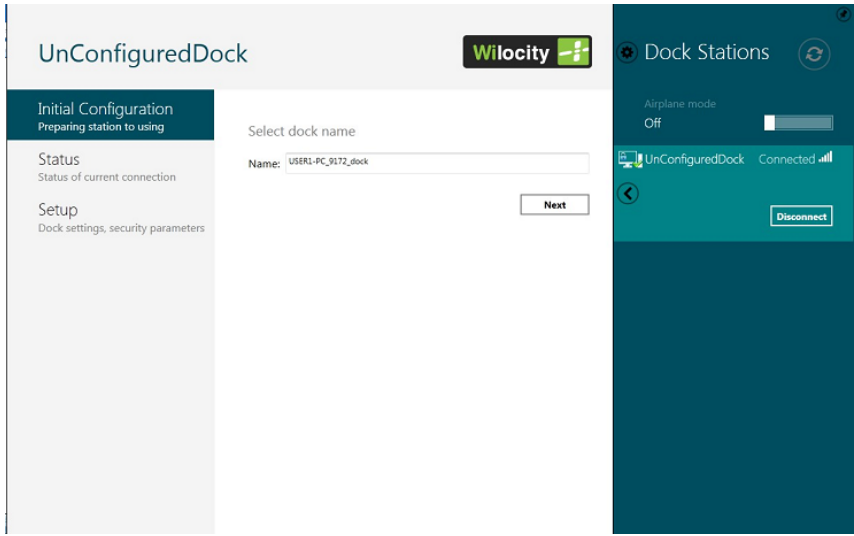 UnConfiguredDock
Wilocity
Initial Configuration
Preparing station to using
Status
Status of current connection
Setup
Dock settings, security parameters
Select dock name
Name: USER1-PC_9172_dock
Next
Dock Stations
Airplane mode
Off
UnConfiguredDock Connected
Disconnect